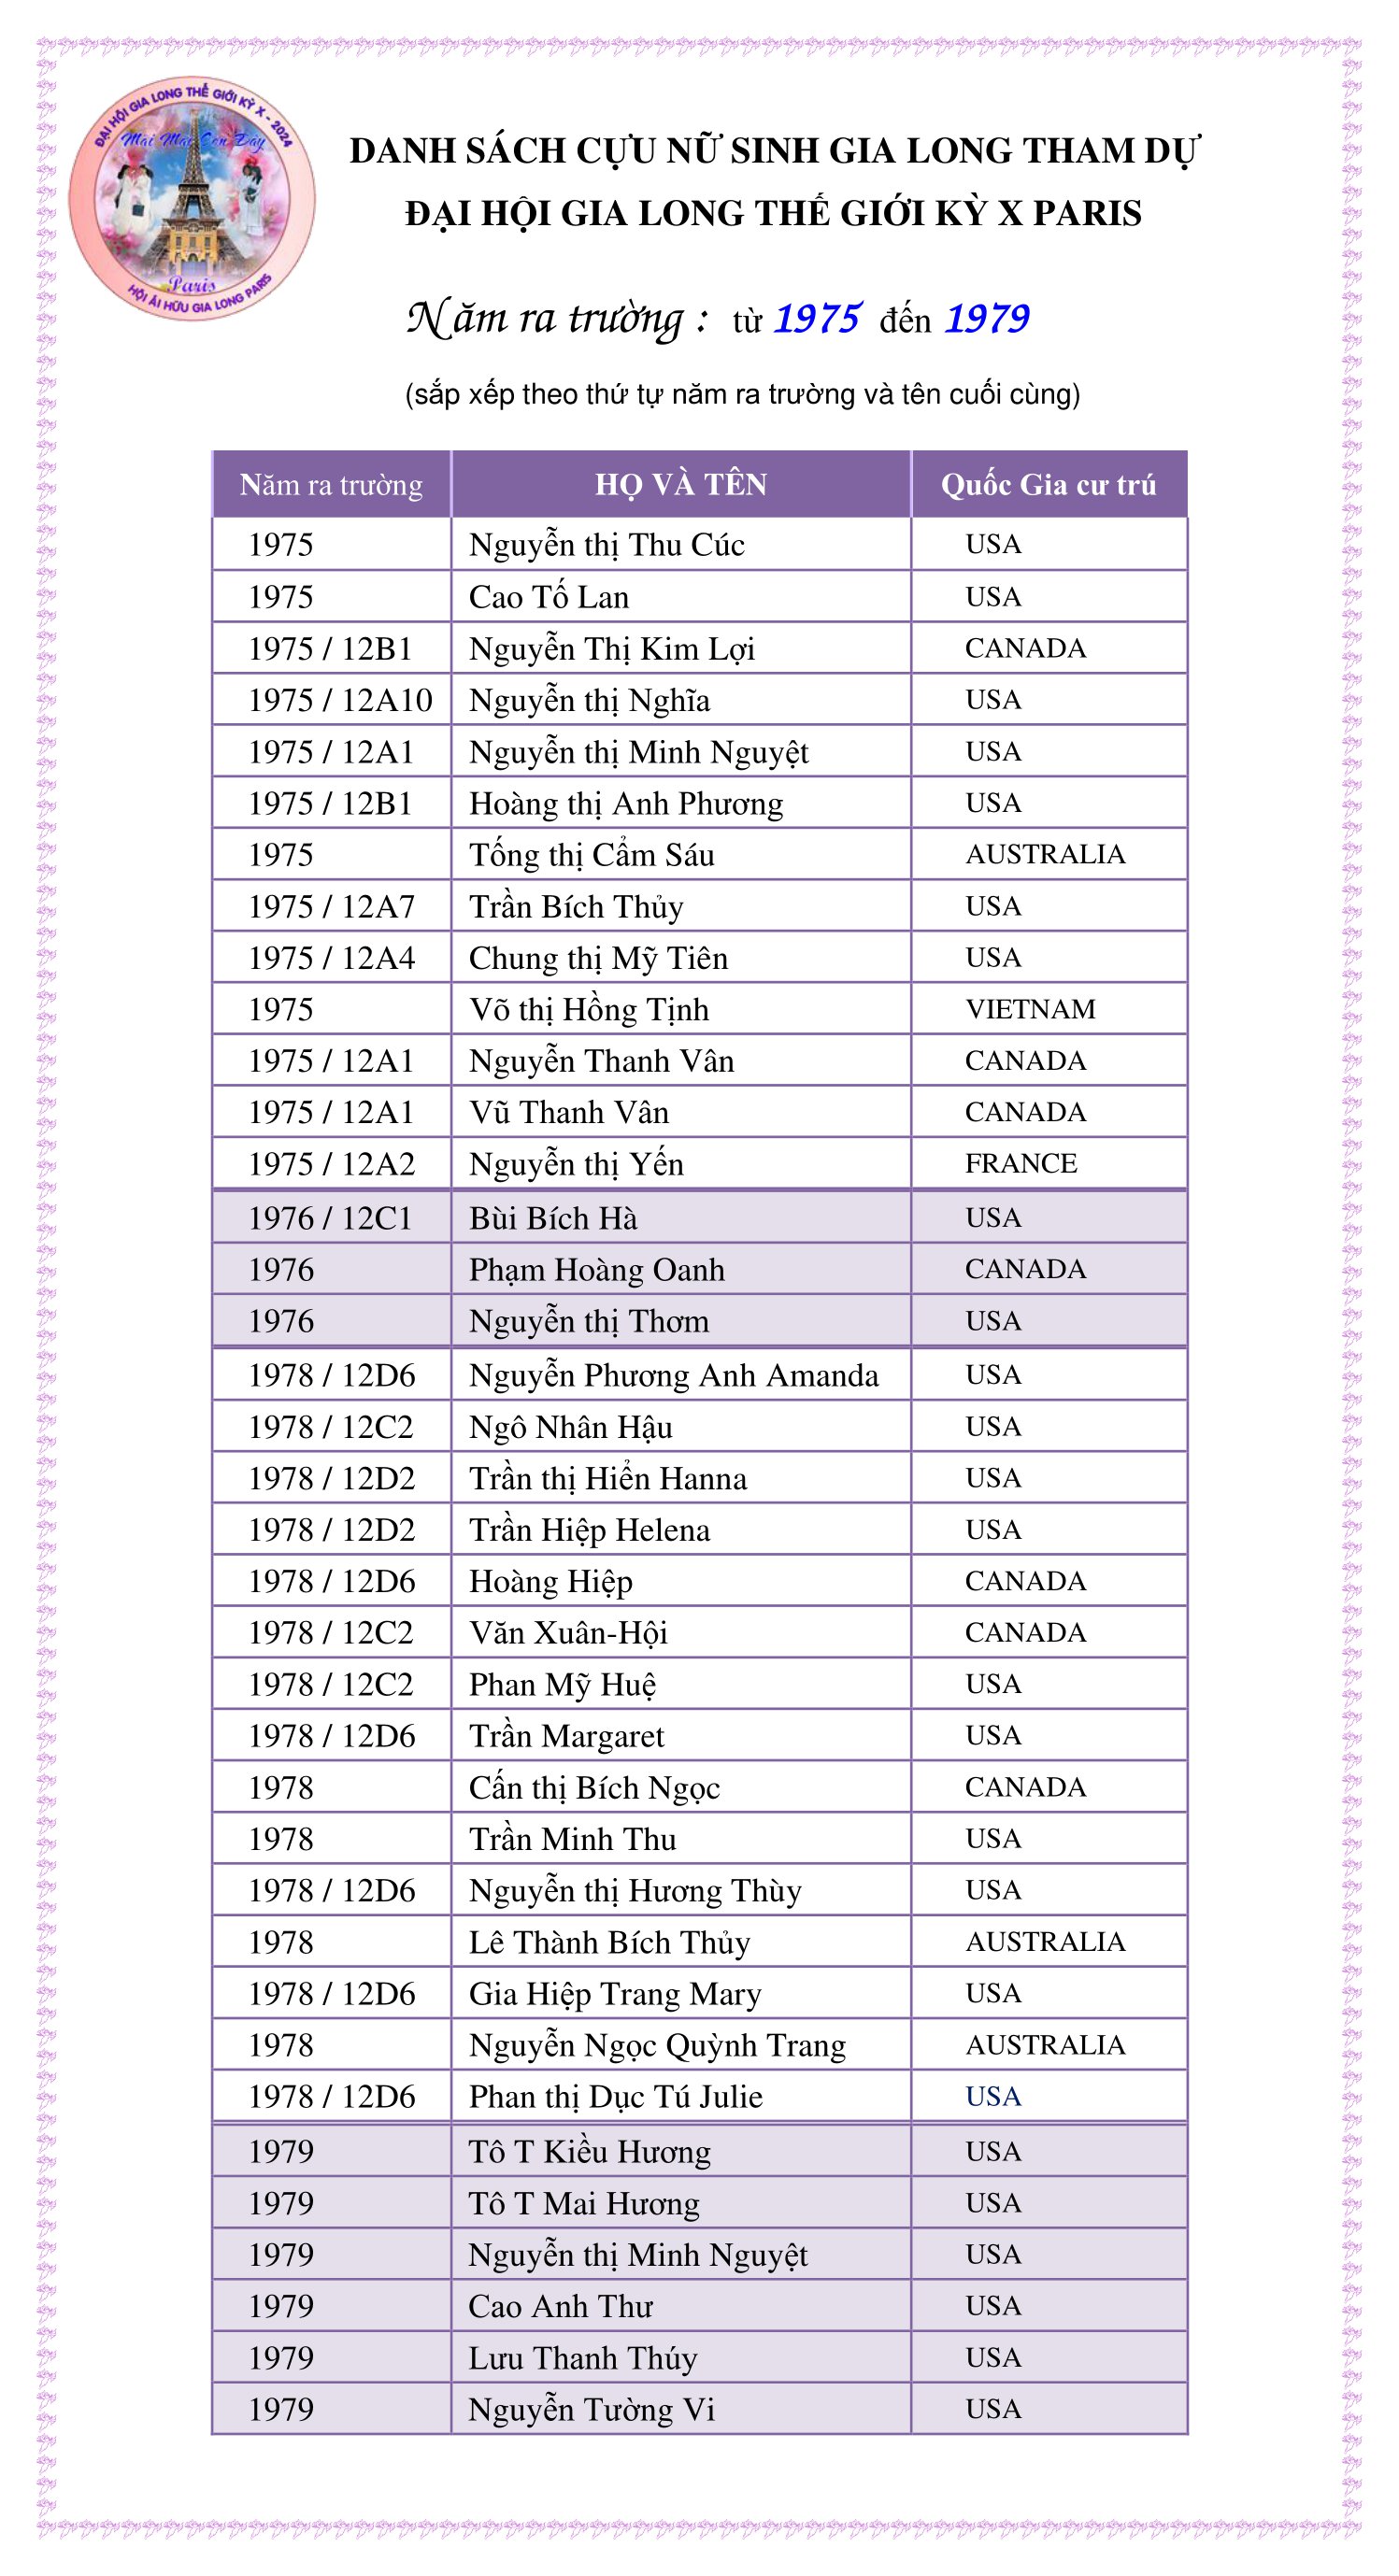 ĐẠI HỘI GIA LONG THẾ GIỚI KỲ X - 2024
Mãi Mãi Còn Đây
Paris
HỘI ÁI HỮU GIA LONG PARIS
DANH SÁCH CỰU NỮ SINH GIA LONG THAM DỰ
ĐẠI HỘI GIA LONG THẾ GIỚI KỲ X PARIS
Năm ra trường : từ 1975 đến 1979
(sắp xếp theo thứ tự năm ra trường và tên cuối cùng)
Năm ra trường HỌ VÀ TÊN Quốc Gia cư trú
1975 Nguyễn thị Thu Cúc USA
1975 Cao Tố Lan USA
1975 / 12B1 Nguyễn Thị Kim Lợi CANADA
1975 / 12A10 Nguyễn thị Nghĩa USA
1975 / 12A1 Nguyễn thị Minh Nguyệt USA
1975 / 12B1 Hoàng thị Anh Phương USA
1975 Tống thị Cẩm Sáu AUSTRALIA
1975 / 12A7 Trần Bích Thủy USA
1975 / 12A4 Chung thị Mỹ Tiên USA
1975 Võ thị Hồng Tịnh VIETNAM
1975 / 12A1 Nguyễn Thanh Vân CANADA
1975 / 12A1 Vũ Thanh Vân CANADA
1975 / 12A2 Nguyễn thị Yến FRANCE
1976 / 12C1 Bùi Bích Hà USA
1976 Phạm Hoàng Oanh CANADA
1976 Nguyễn thị Thơm USA
1978 / 12D6 Nguyễn Phương Anh Amanda USA
1978 / 12C2 Ngô Nhân Hậu USA
1978 / 12D2 Trần thị Hiển Hanna USA
1978 / 12D2 Trần Hiệp Helena USA
1978 / 12D6 Hoàng Hiệp CANADA
1978 / 12C2 Văn Xuân-Hội CANADA
1978 / 12C2 Phan Mỹ Huệ USA
1978 / 12D6 Trần Margaret USA
1978 Cấn thị Bích Ngọc CANADA
1978 Trần Minh Thu USA
1978 / 12D6 Nguyễn thị Hương Thùy USA
1978 Lê Thành Bích Thủy AUSTRALIA
1978 / 12D6 Gia Hiệp Trang Mary USA
1978 Nguyễn Ngọc Quỳnh Trang AUSTRALIA
1978 / 12D6 Phan thị Dục Tú Julie USA
1979 Tô T Kiều Hương USA
1979 Tô T Mai Hương USA
1979 Nguyễn thị Minh Nguyệt USA
1979 Cao Anh Thư USA
1979 Lưu Thanh Thúy USA
1979 Nguyễn Tường Vi USA